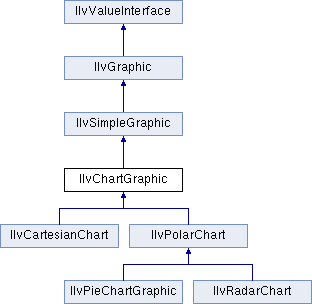 IlvValueInterface
IlvGraphic
IlvSimpleGraphic
IlvChartGraphic
IlvCartesianChart IlvPolarChart
IlvPieChartGraphic IlvRadarChart